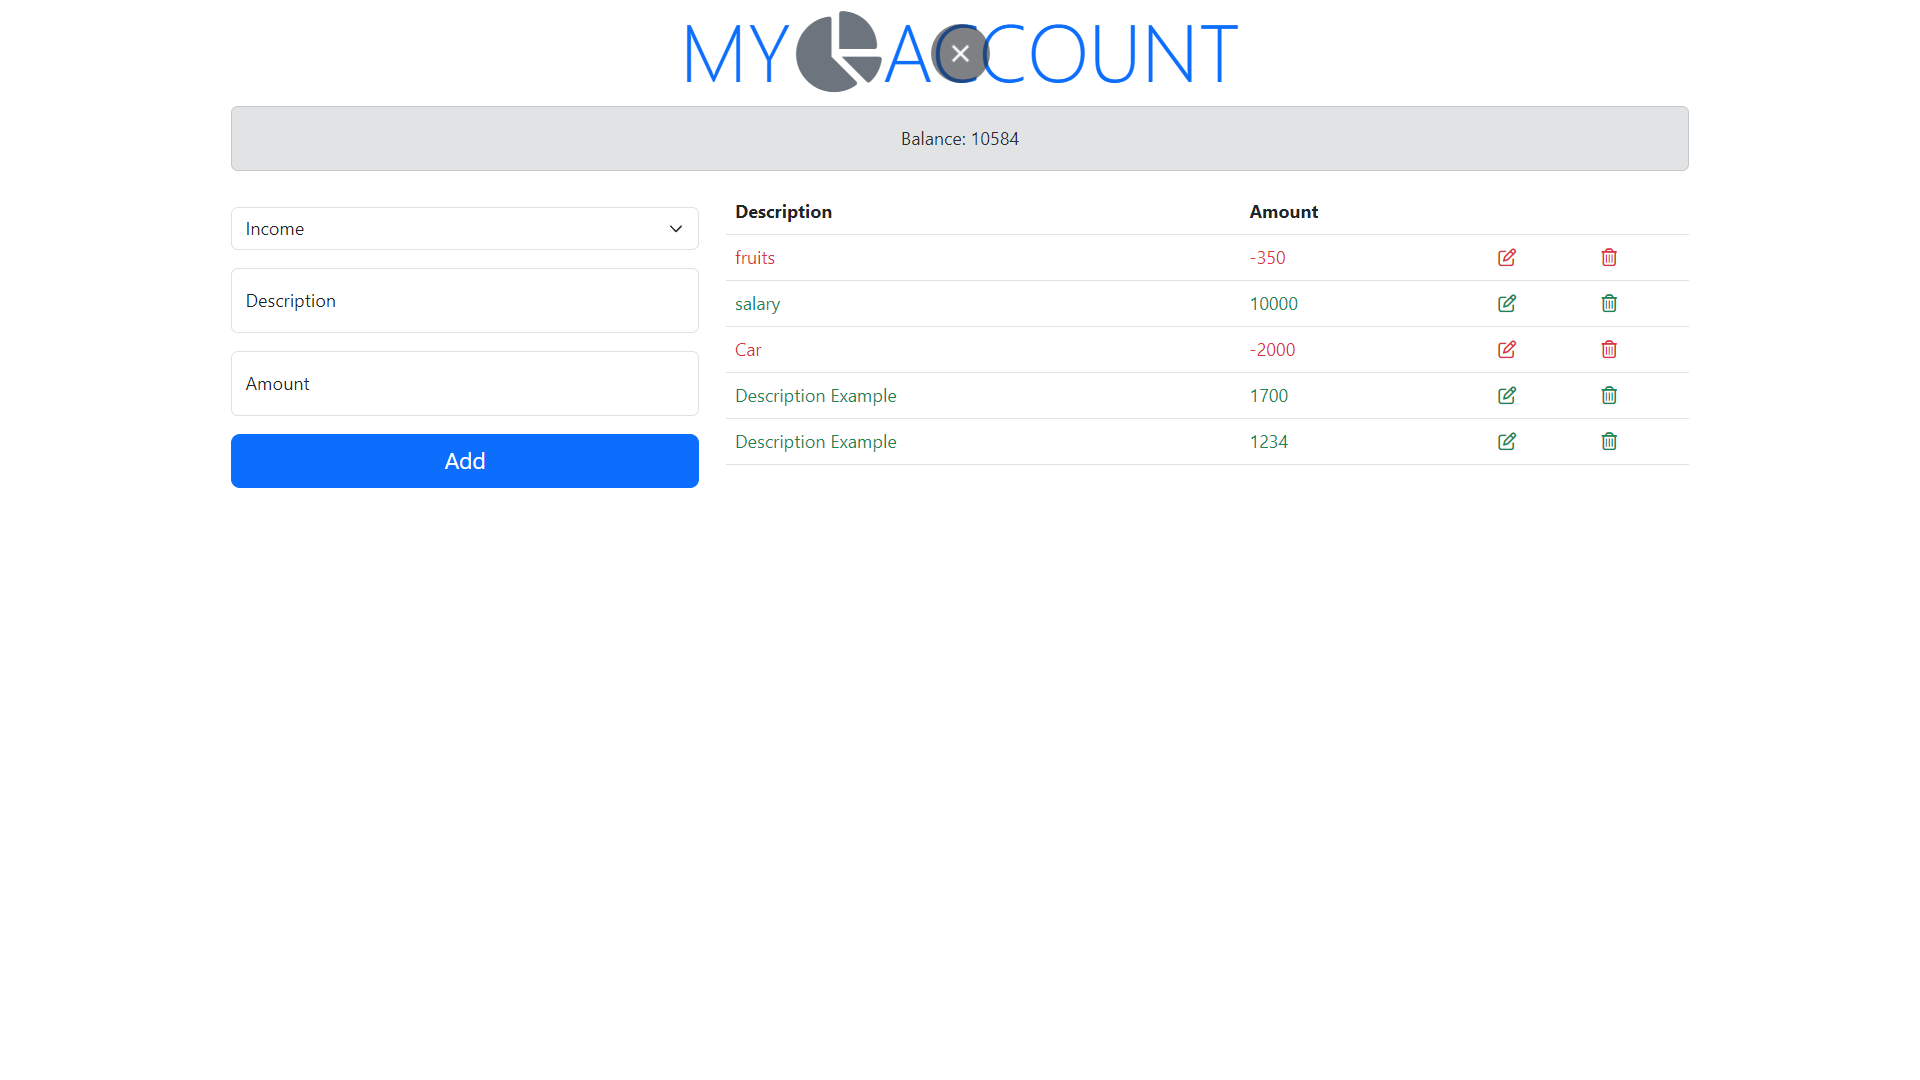 MY ACCOUNT
Balance: 10584
Income
Description
Amount
Add
Description Amount
fruits -350
salary 10000
Car -2000
Description Example 1700
Description Example 1234